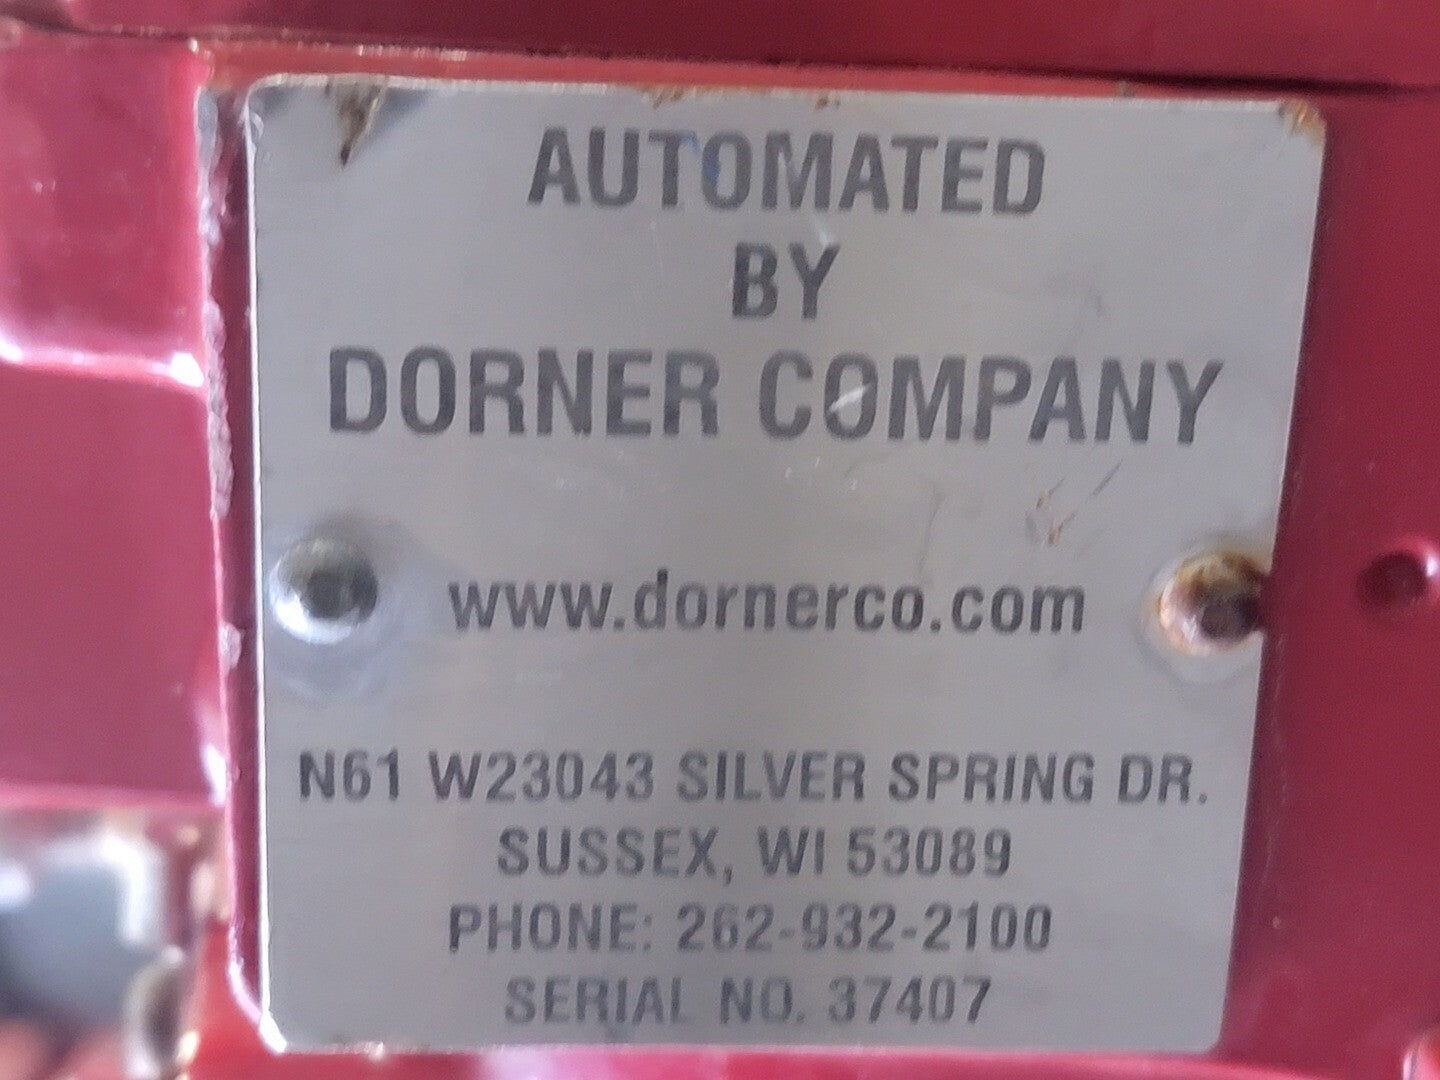 AUTOMATED
BY
DORNER COMPANY
www.dornerco.com
N61 W23043 SILVER SPRING DR.
SUSSEX, WI 53089
PHONE: 262-932-2100
SERIAL NO. 37407